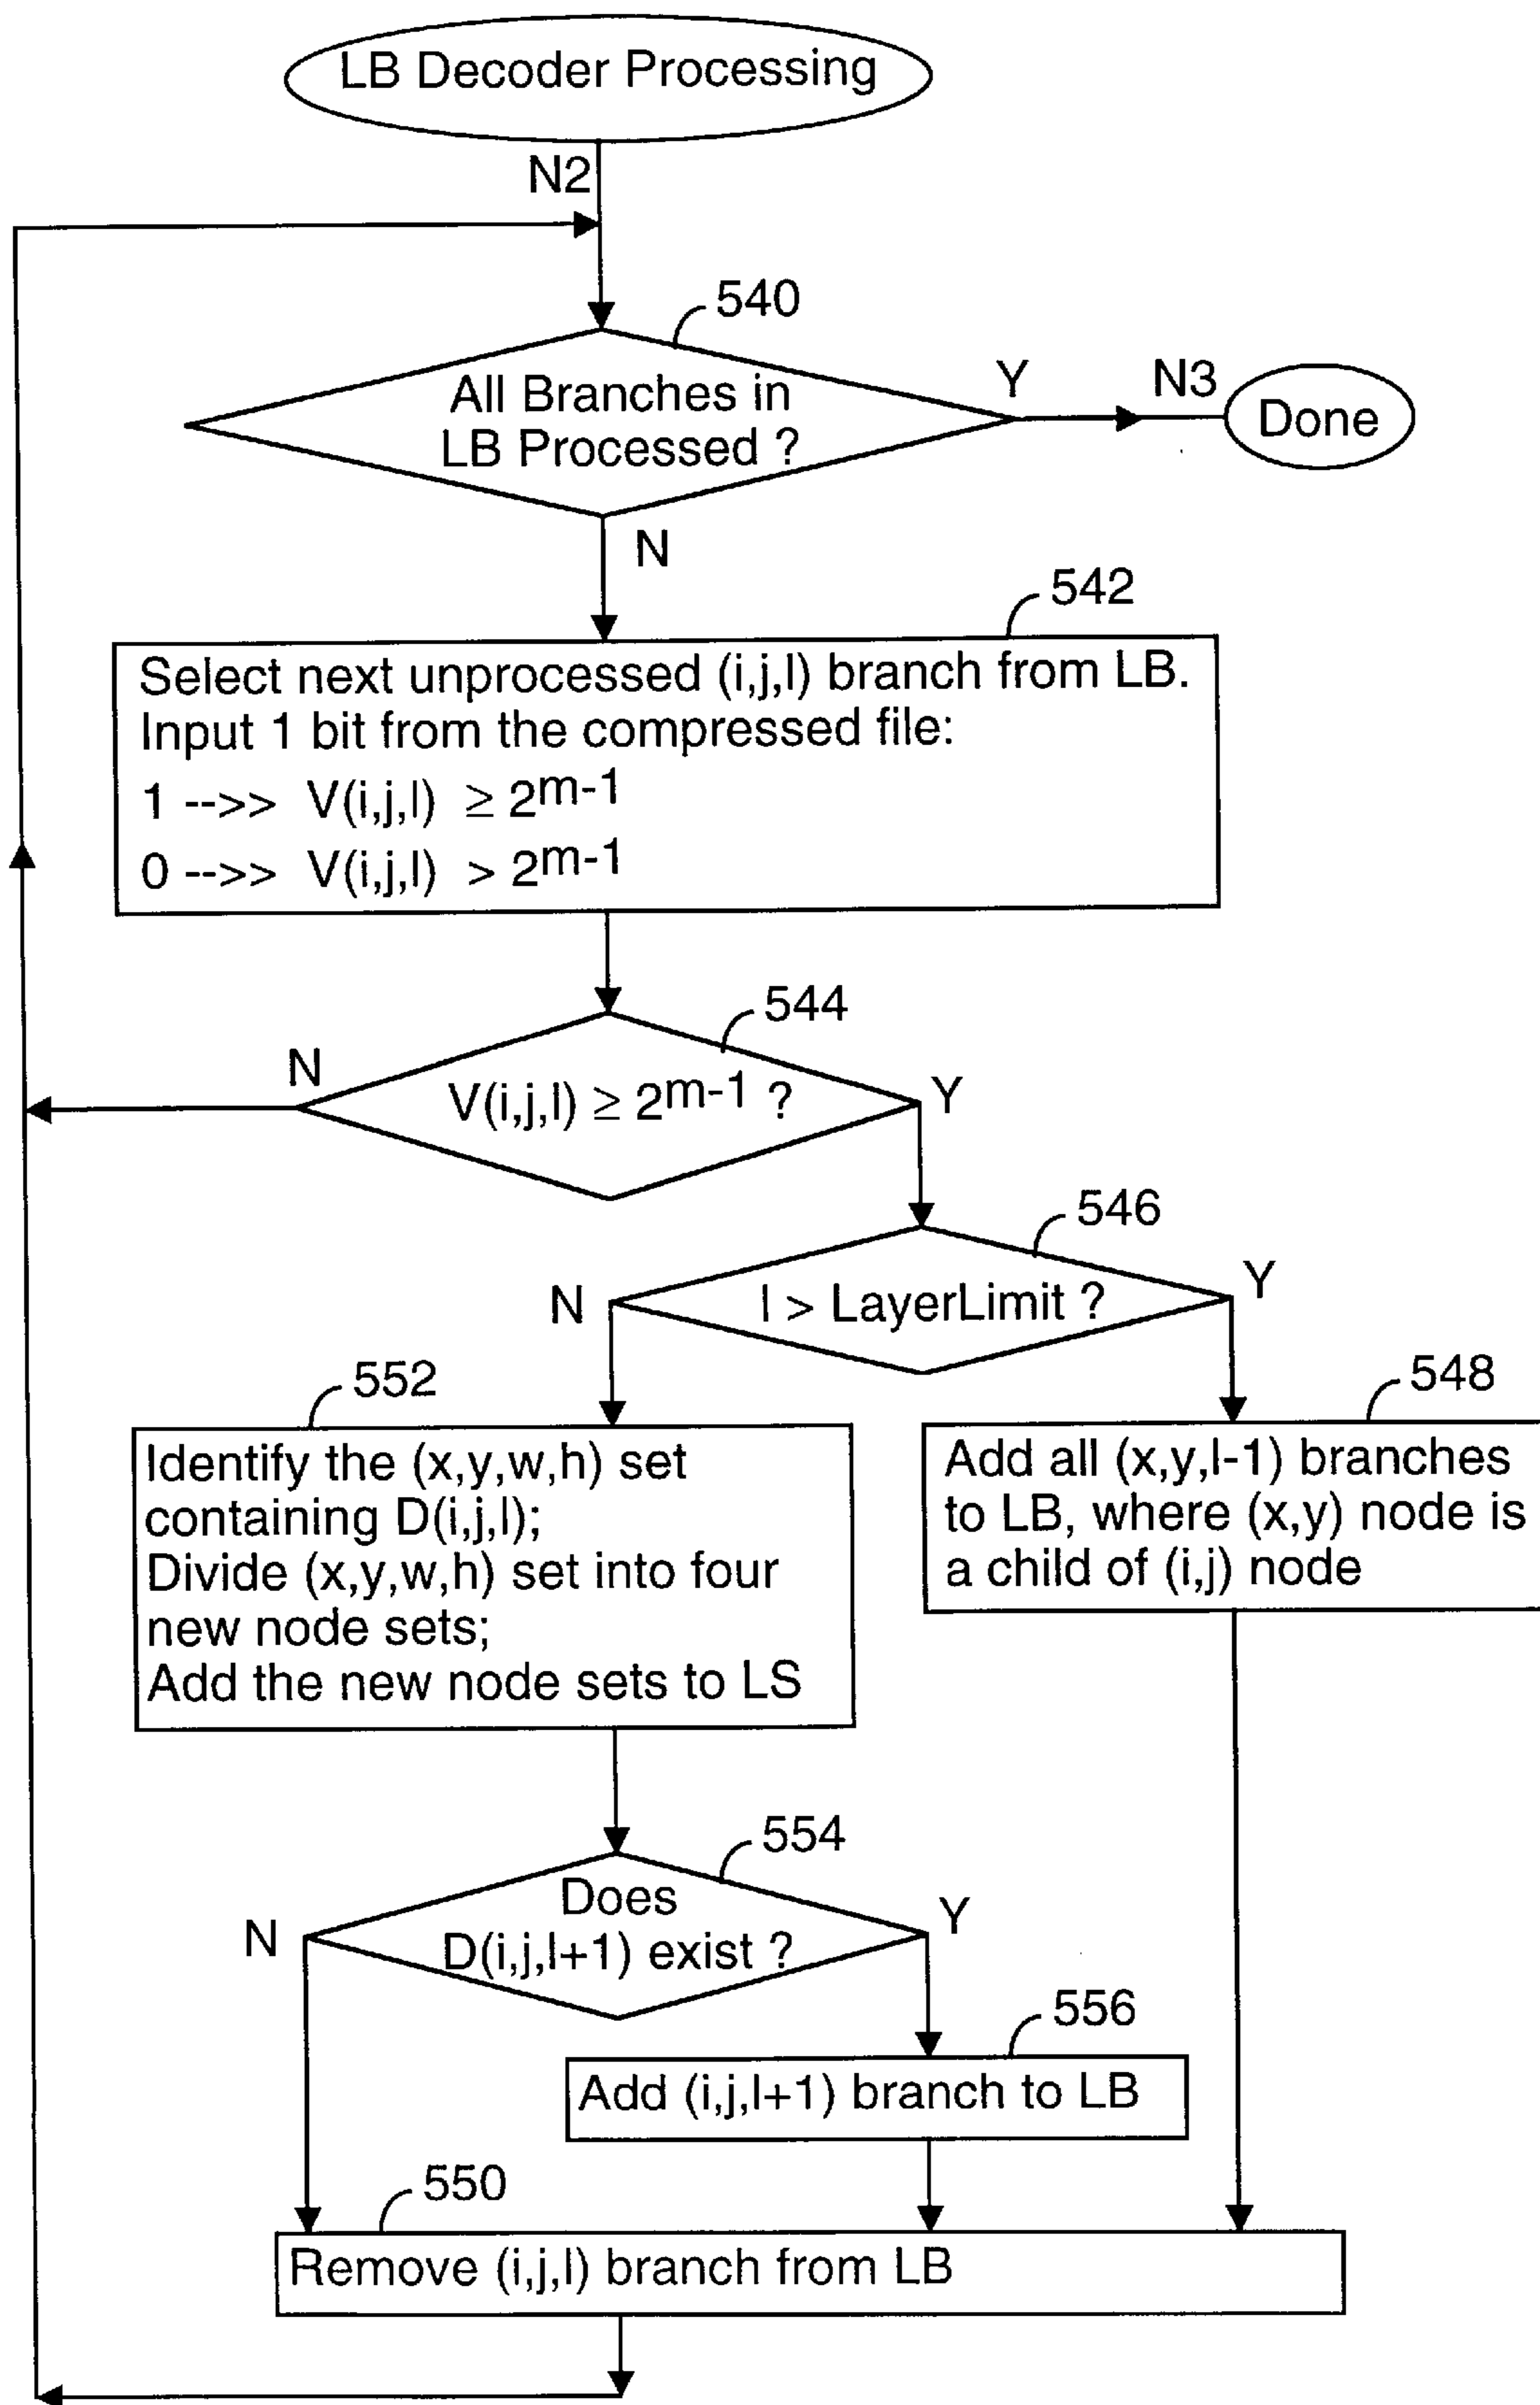 LB Decoder Processing
N2
540
All Branches in
LB Processed ?
Y
N3
Done
N
542
Select next unprocessed (i,j,l) branch from LB.
Input 1 bit from the compressed file:
1 -->> V(i,j,l) ≥ 2^m-1
0 -->> V(i,j,l) > 2^m-1
544
N
V(i,j,l) ≥ 2^m-1 ?
Y
546
N
l > LayerLimit ?
Y
552
Identify the (x,y,w,h) set
containing D(i,j,l);
Divide (x,y,w,h) set into four
new node sets;
Add the new node sets to LS
548
Add all (x,y,l-1) branches
to LB, where (x,y) node is
a child of (i,j) node
554
N
Does
D(i,j,l+1) exist ?
Y
556
Add (i,j,l+1) branch to LB
550
Remove (i,j,l) branch from LB